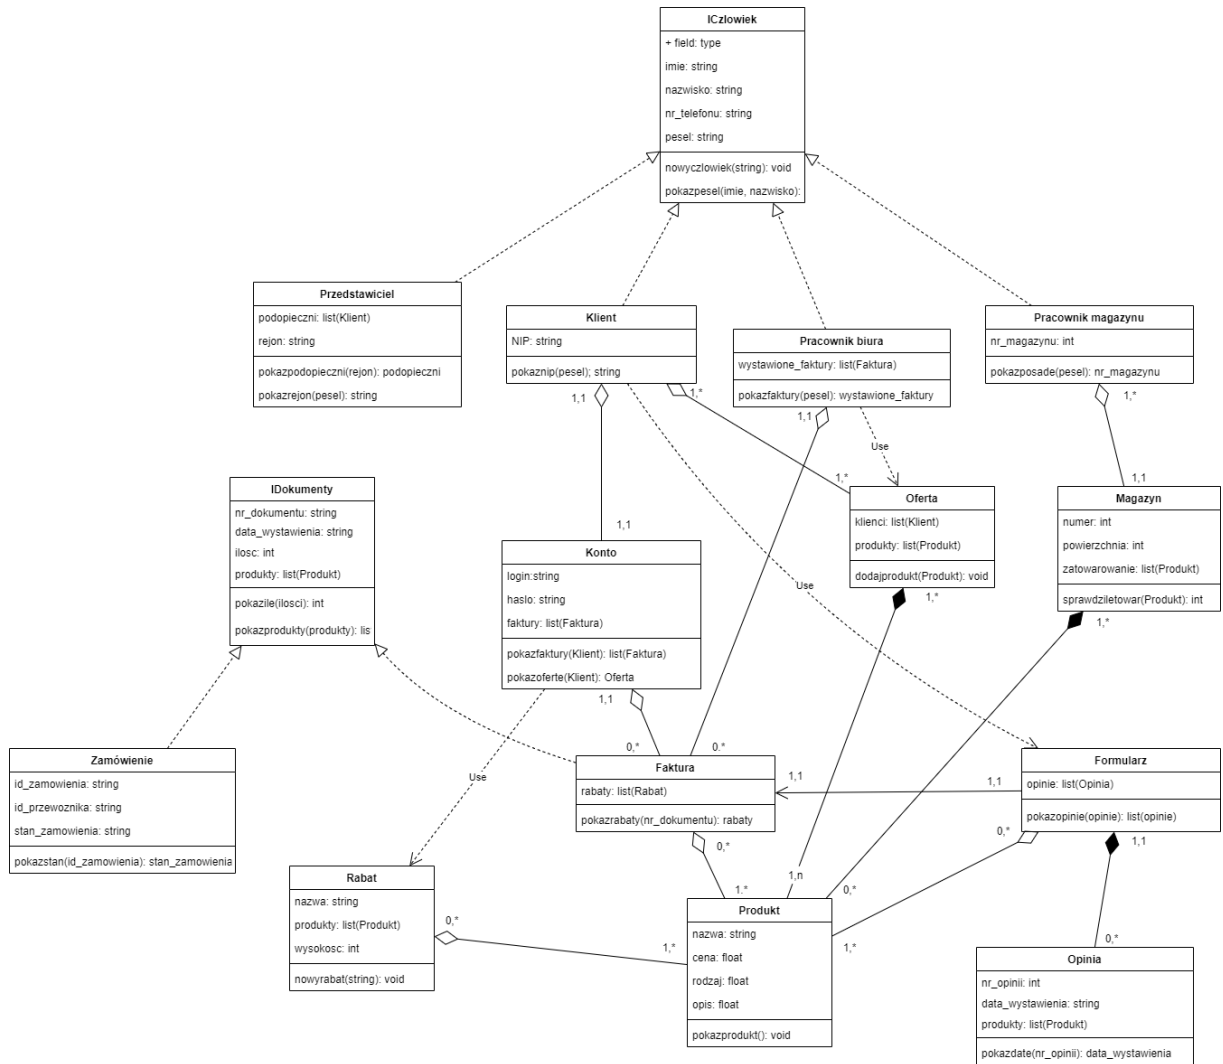 ICzlowiek
+ field: type
imie: string
nazwisko: string
nr_telefonu: string
pesel: string
nowyczlowiek(string): void
pokazpesel(imie, nazwisko):
Przedstawiciel
podopieczni: list(Klient)
rejon: string
pokazpodopieczni(rejon): podopieczni
pokazrejon(pesel): string
Klient
NIP: string
pokaznip(pesel); string
Pracownik biura
wystawione_faktury: list(Faktura)
pokazfaktury(pesel): wystawione_faktury
Pracownik magazynu
nr_magazynu: int
pokazposade(pesel): nr_magazynu
1,1
1,*
1,1
1,*
Use
1,*
1,1
1,1
IDokumenty
nr_dokumentu: string
data_wystawienia: string
ilosc: int
produkty: list(Produkt)
pokazile(ilosci): int
pokazprodukty(produkty): lis
Konto
login:string
haslo: string
faktury: list(Faktura)
pokazfaktury(Klient): list(Faktura)
pokazoferte(Klient): Oferta
Oferta
klienci: list(Klient)
produkty: list(Produkt)
dodajprodukt(Produkt): void
Magazyn
numer: int
powierzchnia: int
zatowarowanie: list(Produkt)
sprawdziletowar(Produkt): int
Use
1,*
1,*
1,1
0,*
0.*
Zamówienie
id_zamowienia: string
id_przewoznika: string
stan_zamowienia: string
pokazstan(id_zamowienia): stan_zamowienia
Use
Faktura
rabaty: list(Rabat)
pokazrabaty(nr_dokumentu): rabaty
1,1
1,1
Formularz
opinie: list(Opinia)
pokazopinie(opinie): list(opinie)
0,*
0,*
1,1
1,n
1.*
0,*
Rabat
nazwa: string
produkty: list(Produkt)
wysokosc: int
nowyrabat(string): void
0,*
1,*
Produkt
nazwa: string
cena: float
rodzaj: float
opis: float
pokazprodukt(): void
1,*
0,*
Opinia
nr_opinii: int
data_wystawienia: string
produkty: list(Produkt)
pokazdate(nr_opinii): data_wystawienia